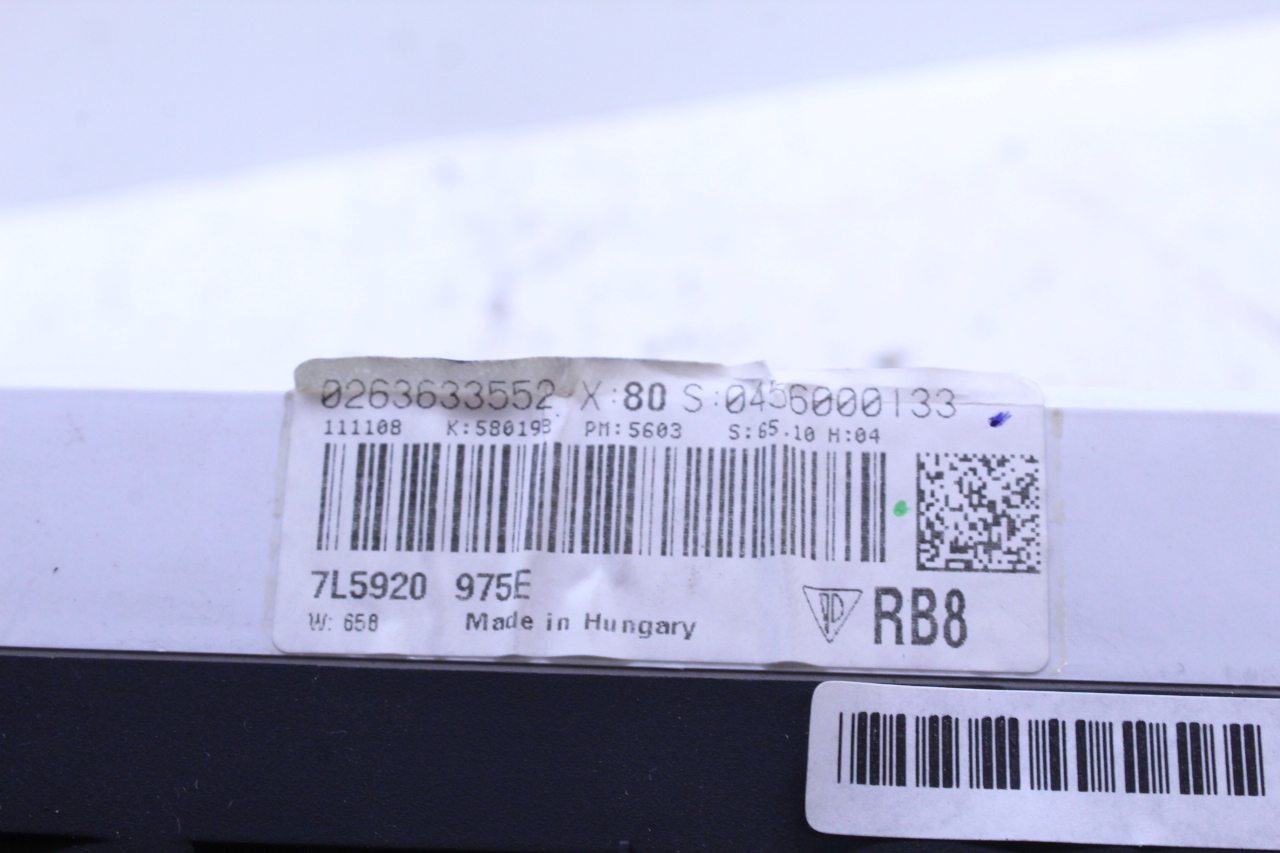 0263633552 X:80 S:0456000133
111108 K:58019B PM:5603 S:65.10 H:04
7L5920 975E
RB8
W: 658 Made in Hungary